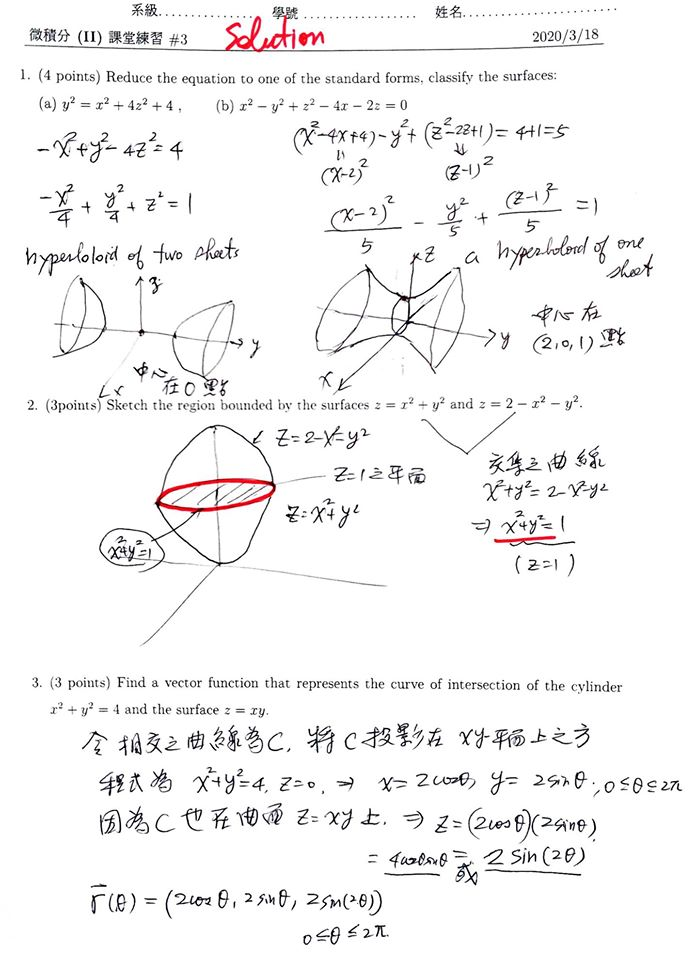 系級.................... 學號.................... 姓名....................
微積分 (II) 課堂練習 #3 Solution 2020/3/18
1. (4 points) Reduce the equation to one of the standard forms, classify the surfaces:
(a) y² = x² + 4z² + 4 , (b) x² − y² + z² − 4x − 2z = 0
−x²+y²−4z²=4
−x²/4 + y²/4 + z² = 1
hyperloloid of two sheets
z
y
x
中心在 O 點
(x²−4x+4)−y²+(z²−2z+1)=4+1=5
(x−2)² (z−1)²
(x−2)²/5 − y²/5 + (z−1)²/5 = 1
a hyperboloid of one sheet
z
y
x
中心在
(2,0,1) 點
2. (3points) Sketch the region bounded by the surfaces z = x² + y² and z = 2 − x² − y².
z=2−x²−y²
z=1之平面
z=x²+y²
x²+y²=1
交集之曲線
x²+y²=2−x²−y²
⇒ x²+y²=1
(z=1)
3. (3 points) Find a vector function that represents the curve of intersection of the cylinder
x² + y² = 4 and the surface z = xy.
令相交之曲線為C, 將C投影在 xy-平面上之方
程式為 x²+y²=4, z=0, ⇒ x=2cosθ, y=2sinθ, 0≤θ≤2π
因為C也在曲面 z=xy上, ⇒ z=(2cosθ)(2sinθ)
= 4cosθsinθ = 或 2sin(2θ)
r⃗(θ) = (2cosθ, 2sinθ, 2sin(2θ))
0≤θ≤2π.